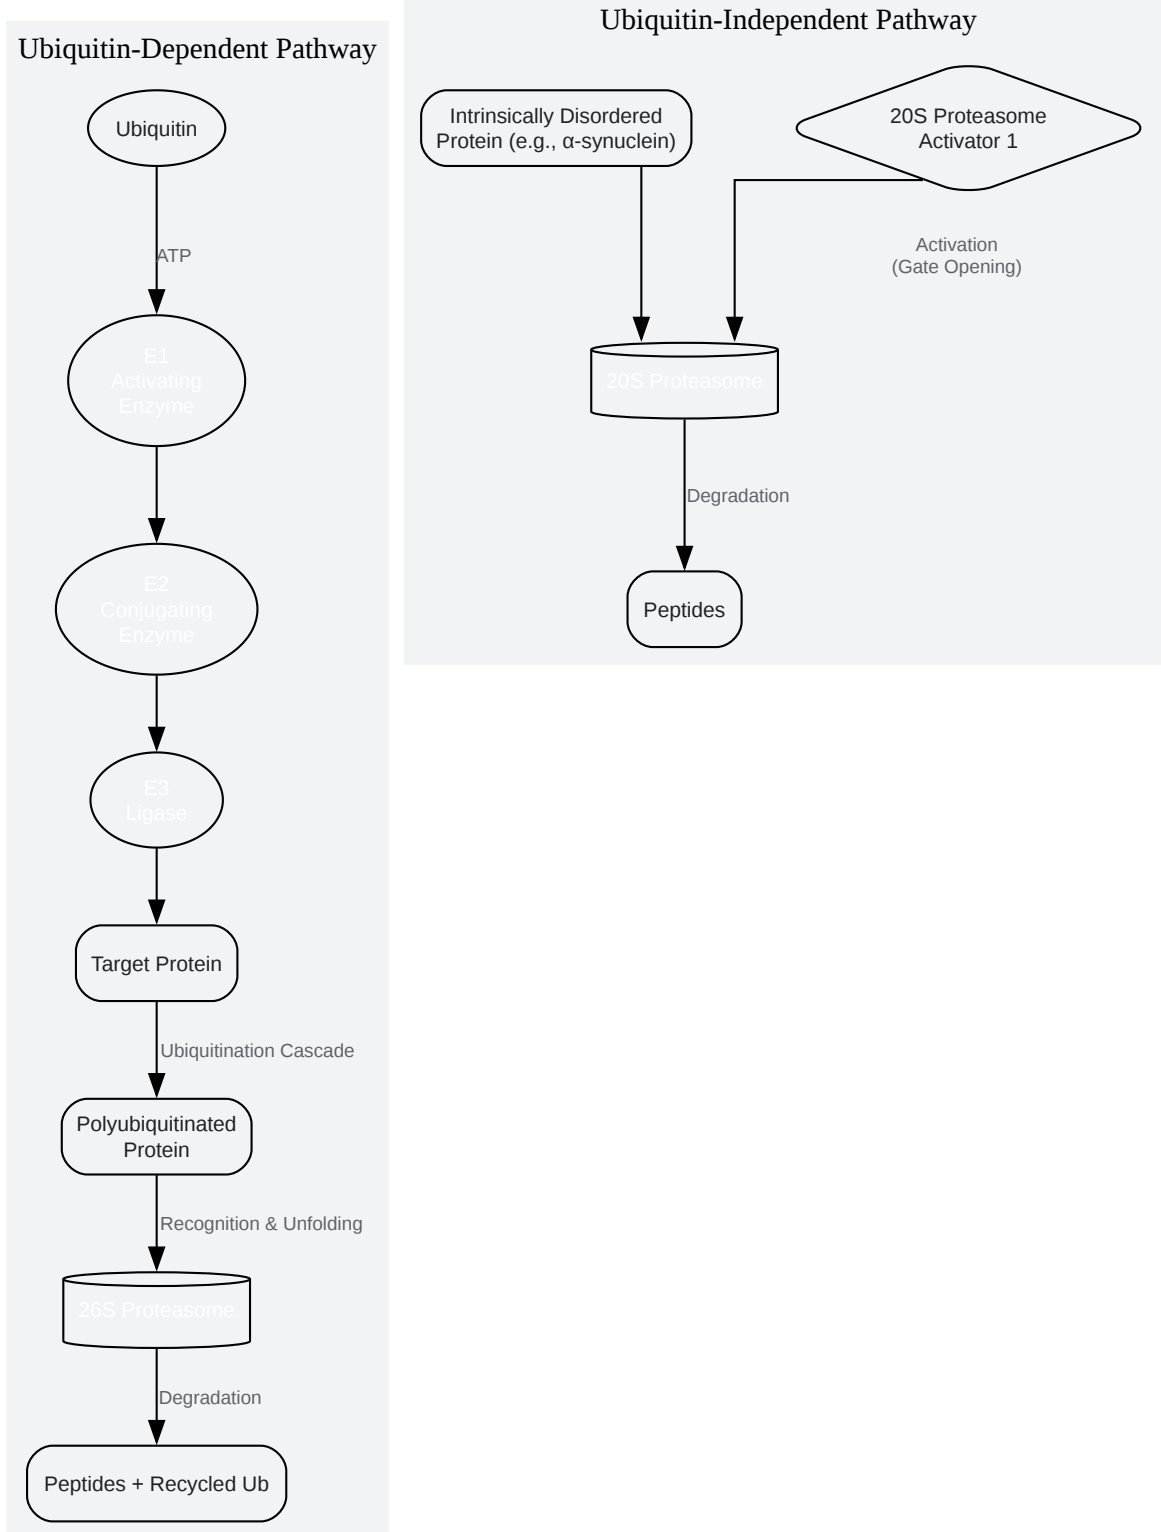 Ubiquitin-Dependent Pathway
Ubiquitin
ATP
E1
Activating
Enzyme
E2
Conjugating
Enzyme
E3
Ligase
Target Protein
Ubiquitination Cascade
Polyubiquitinated
Protein
Recognition & Unfolding
26S Proteasome
Degradation
Peptides + Recycled Ub
Ubiquitin-Independent Pathway
Intrinsically Disordered
Protein (e.g., α-synuclein)
20S Proteasome
Activator 1
Activation
(Gate Opening)
20S Proteasome
Degradation
Peptides